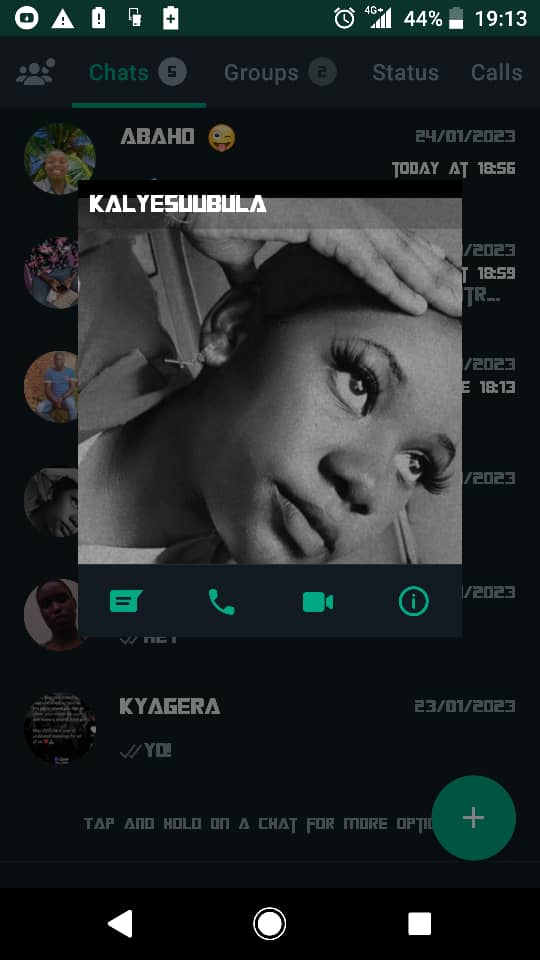 4G+ 44% 19:13
Chats 5 Groups 2 Status Calls
ABAHO 😜 24/01/2023
TODAY AT 18:56
KALYESUUBULA
/2023
T 18:59
TR...
/2023
E 18:13
/2023
/2023
HEY
KYAGERA 23/01/2023
YO!
TAP AND HOLD ON A CHAT FOR MORE OPTIO